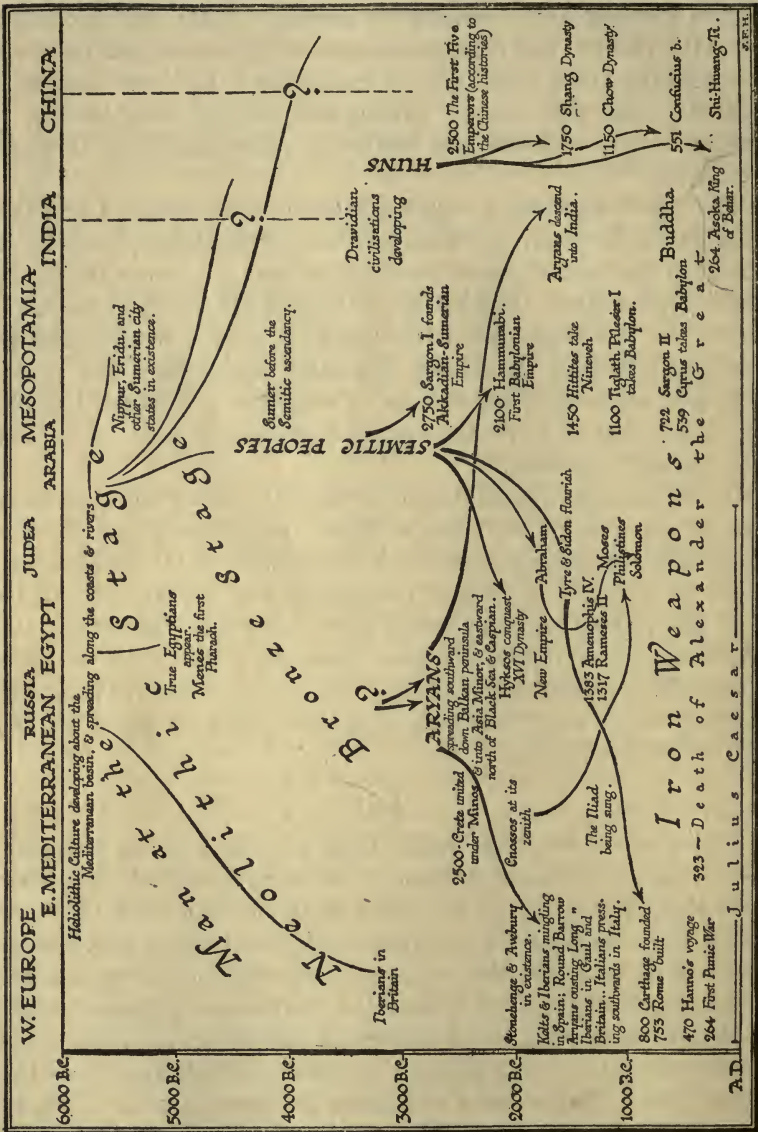 W. EUROPE
RUSSIA
E. MEDITERRANEAN
EGYPT
JUDEA
MESOPOTAMIA
ARABIA
INDIA
CHINA
6000 B.C.
Heliolithic Culture developing about the
Mediterranean basin, & spreading along the coasts & rivers
Man at the
Neolithic Stage
5000 B.C.
True Egyptians
appear.
Menes the first
Pharaoh.
Nippur, Eridu, and
other Sumerian city
states in existence.
?
?
4000 B.C.
Bronze Stage
Iberians in
Britain
?
Sumer before the
Semitic ascendancy.
Dravidian
civilisations
developing
3000 B.C.
ARYANS
spreading southward
down Balkan peninsula
& into Asia Minor, & eastward
north of Black Sea & Caspian.
SEMITIC PEOPLES
HUNS
2750 Sargon I founds
Akkadian-Sumerian
Empire
2500 The First Five
Emperors (according to
the Chinese histories)
2500-Crete united
under Minos
Stonehenge & Avebury
in existence.
Hyksos conquest
XVI Dynasty
2100 Hammurabi.
First Babylonian
Empire
2000 B.C.
Kelts & Iberians mingling
in Spain; Round Barrow
Aryans ousting Long "
Iberians in Gaul and
Britain.. Italians press-
ing southwards in Italy.
Cnossos at its
zenith
New Empire
Abraham
Tyre & Sidon flourish
Aryans descend
into India.
1750 Shang Dynasty
1450 Hittites take
Nineveh
1383 Amenophis IV.
1317 Rameses II
Moses
Philistines
Solomon
The Iliad
being sung.
1100 Tiglath Pileser I
takes Babylon.
1150 Chow Dynasty
1000 B.C.
800 Carthage founded
753 Rome built
Iron Weapons
722 Sargon II
539 Cyrus takes Babylon
Buddha
551 Confucius b.
470 Hanno's voyage
264 First Punic War
323 ~ Death of Alexander the Great
264 Asoka King
of Behar.
Shi-Hwang-Ti.
Julius Caesar
A.D.
J.F.H.